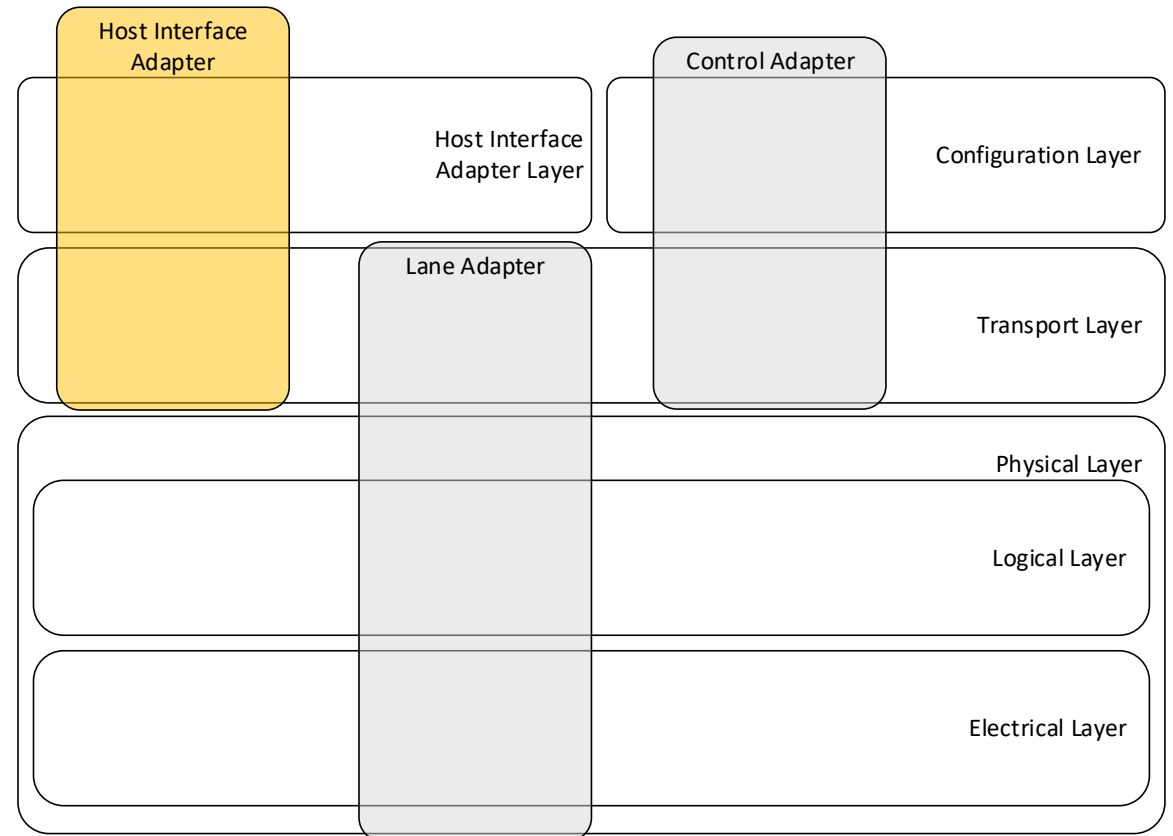 Host Interface
Adapter
Control Adapter
Host Interface
Adapter Layer
Configuration Layer
Lane Adapter
Transport Layer
Physical Layer
Logical Layer
Electrical Layer